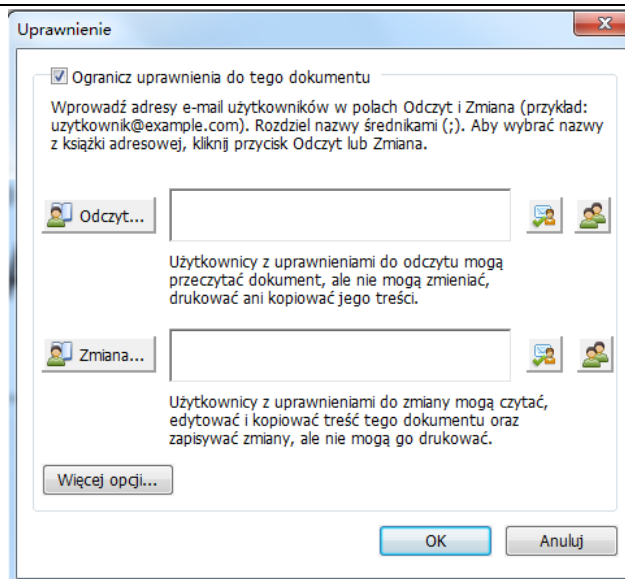 Uprawnienie
Ogranicz uprawnienia do tego dokumentu
Wprowadź adresy e-mail użytkowników w polach Odczyt i Zmiana (przykład:
uzytkownik@example.com). Rozdziel nazwy średnikami (;). Aby wybrać nazwy
z książki adresowej, kliknij przycisk Odczyt lub Zmiana.
Odczyt...
Użytkownicy z uprawnieniami do odczytu mogą
przeczytać dokument, ale nie mogą zmieniać,
drukować ani kopiować jego treści.
Zmiana...
Użytkownicy z uprawnieniami do zmiany mogą czytać,
edytować i kopiować treść tego dokumentu oraz
zapisywać zmiany, ale nie mogą go drukować.
Więcej opcji...
OK
Anuluj